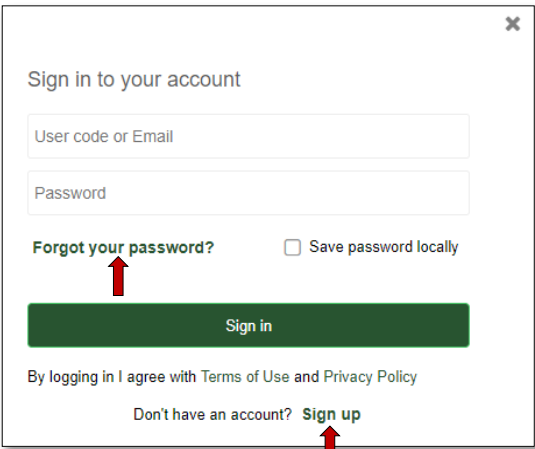 Sign in to your account
User code or Email
Password
Forgot your password? Save password locally
Sign in
By logging in I agree with Terms of Use and Privacy Policy
Don't have an account? Sign up